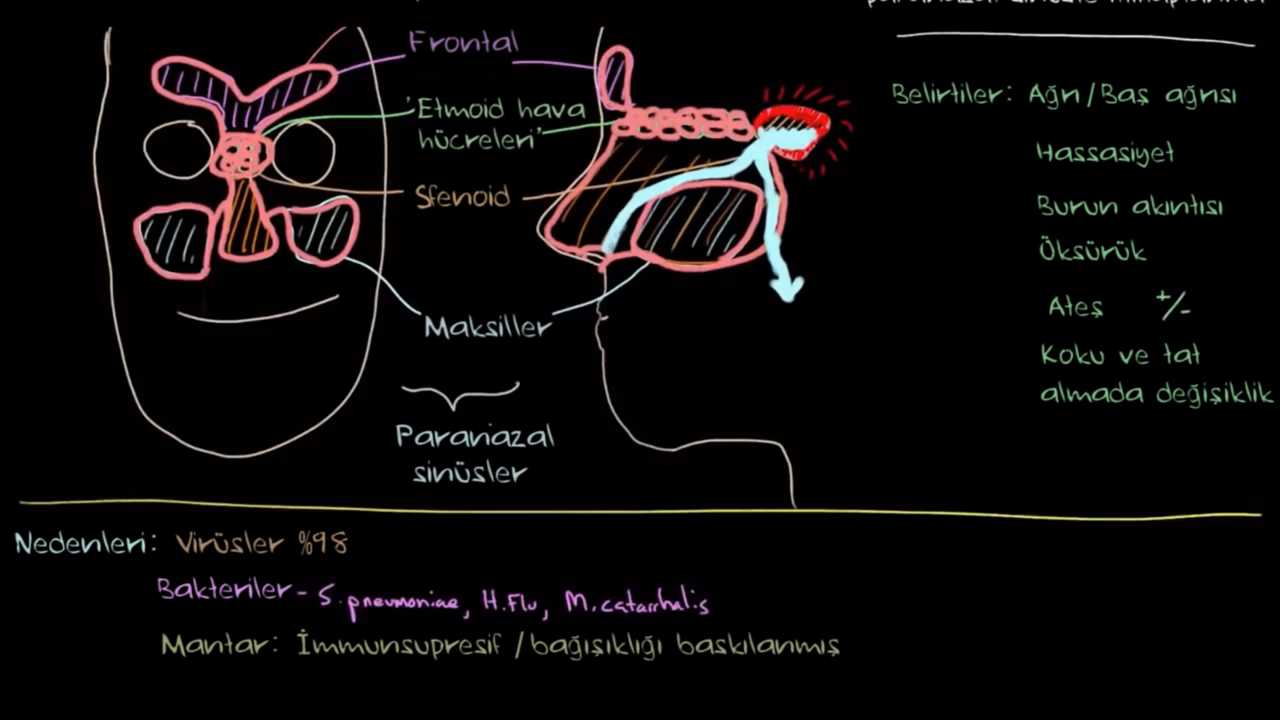 Frontal
'Etmoid hava
hücreleri'
Sfenoid
Maksiller
Paranazal
sinüsler
Belirtiler: Ağrı/Baş ağrısı
Hassasiyet
Burun akıntısı
Öksürük
Ateş +/-
Koku ve tat
almada değişiklik
Nedenleri: Virüsler %98
Bakteriler - S. pneumoniae, H.Flu, M.catarrhalis
Mantar: İmmunsupresif / bağışıklığı baskılanmış